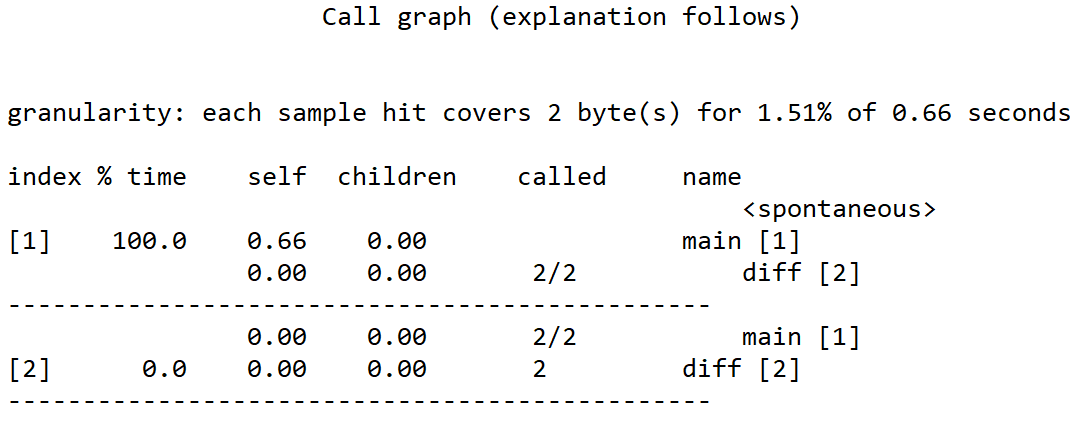 Call graph (explanation follows)
granularity: each sample hit covers 2 byte(s) for 1.51% of 0.66 seconds
index % time    self  children    called     name
                                                 <spontaneous>
[1]    100.0    0.66    0.00                 main [1]
                0.00    0.00       2/2           diff [2]
-----------------------------------------------
                0.00    0.00       2/2           main [1]
[2]      0.0    0.00    0.00       2         diff [2]
-----------------------------------------------